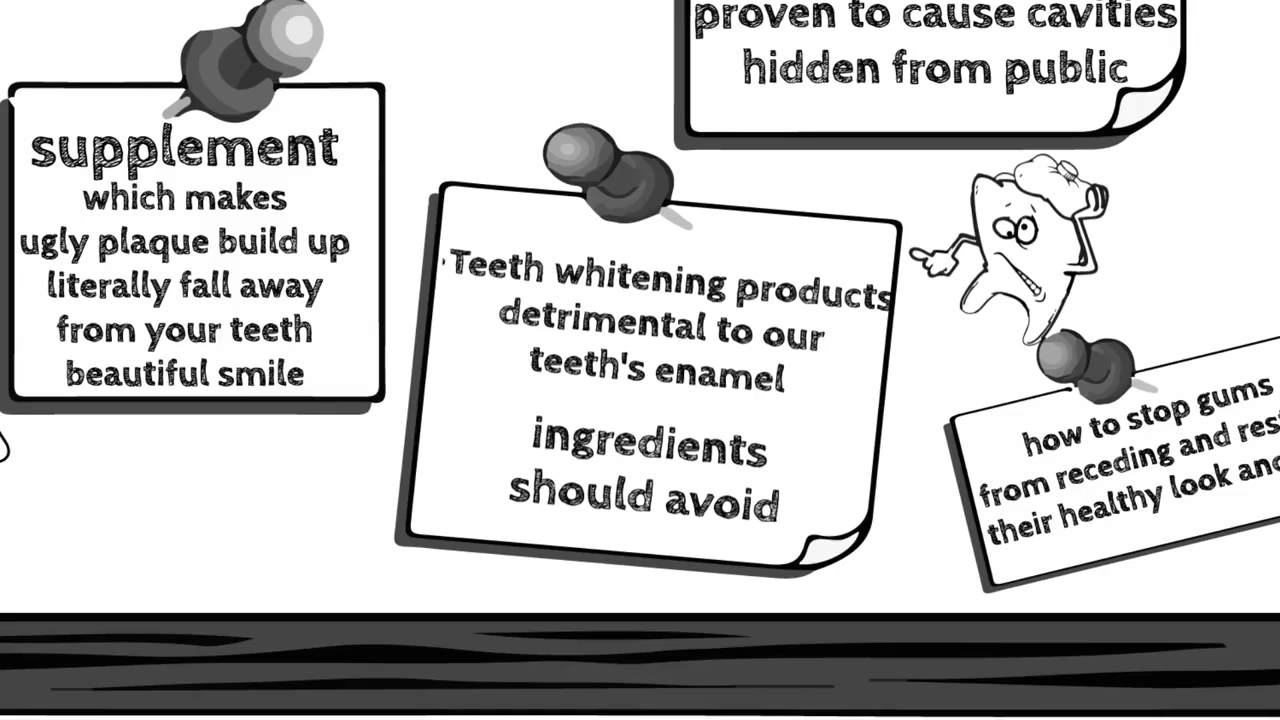 proven to cause cavities
hidden from public
supplement
which makes
ugly plaque build up
literally fall away
from your teeth
beautiful smile
Teeth whitening products
detrimental to our
teeth's enamel
ingredients
should avoid
how to stop gums
from receding and
their healthy look